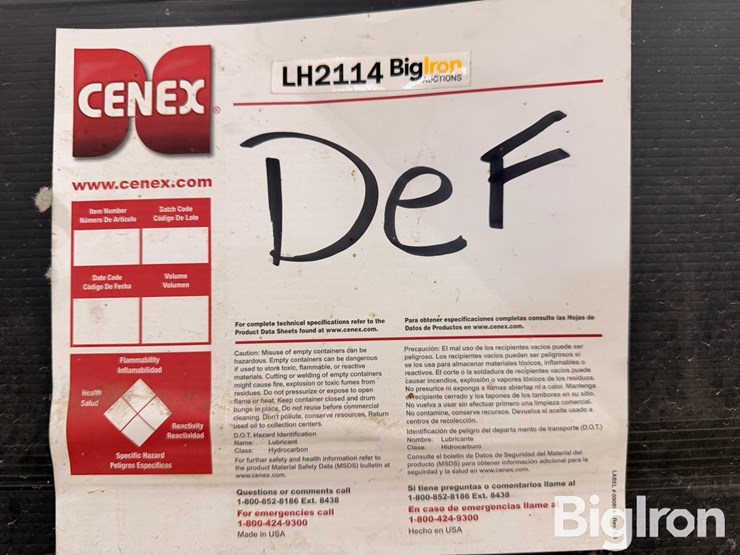 CENEX®
LH2114 BigIron
AUCTIONS
DeF
www.cenex.com
Item Number
Número De Artículo
Batch Code
Código De Lote
Date Code
Código De Fecha
Volume
Volumen
Flammability
Inflamabilidad
Health
Salud
Reactivity
Reactividad
Specific Hazard
Peligros Específicos
For complete technical specifications refer to the
Product Data Sheets found at www.cenex.com.
Caution: Misuse of empty containers can be
hazardous. Empty containers can be dangerous
if used to store toxic, flammable, or reactive
materials. Cutting or welding of empty containers
might cause fire, explosion or toxic fumes from
residues. Do not pressurize or expose to open
flame or heat. Keep container closed and drum
bungs in place. Do not reuse before commercial
cleaning. Don't pollute, conserve resources. Return
used oil to collection centers.
D.O.T. Hazard Identification
Name: Lubricant
Class: Hydrocarbon
For further safety and health information refer to
the product Material Safety Data (MSDS) bulletin at
www.cenex.com
Questions or comments call
1-800-852-8186 Ext. 8438
For emergencies call
1-800-424-9300
Made in USA
Para obtener especificaciones completas consulte las Hojas de
Datos de Productos en www.cenex.com.
Precaución: El mal uso de los recipientes vacíos puede ser
peligroso. Los recipientes vacíos pueden ser peligrosos si
se los usa para almacenar materiales tóxicos, inflamables o
reactivos. El corte o la soldadura de recipientes vacíos puede
causar incendios, explosión o vapores tóxicos de los residuos.
No presurice ni exponga a flamas abiertas ni a calor. Mantenga
recipiente cerrado y los tapones de los tambores en su sitio.
No vuelva a usar sin efectuar primero una limpieza comercial.
No contamine, conserve recursos. Devuelva el aceite usado a
centros de recolección.
Identificación de peligro del departamento de transporte (D.O.T.)
Nombre: Lubricante
Clase: Hidrocarburo
Consulte el boletín de Datos de Seguridad del Material del
producto (MSDS) para obtener información adicional para la
seguridad y la salud en www.cenex.com.
Si tiene preguntas o comentarios llame al
1-800-852-8186 Ext. 8438
En caso de emergencias llame al
1-800-424-9300
Hecho en USA
BigIron